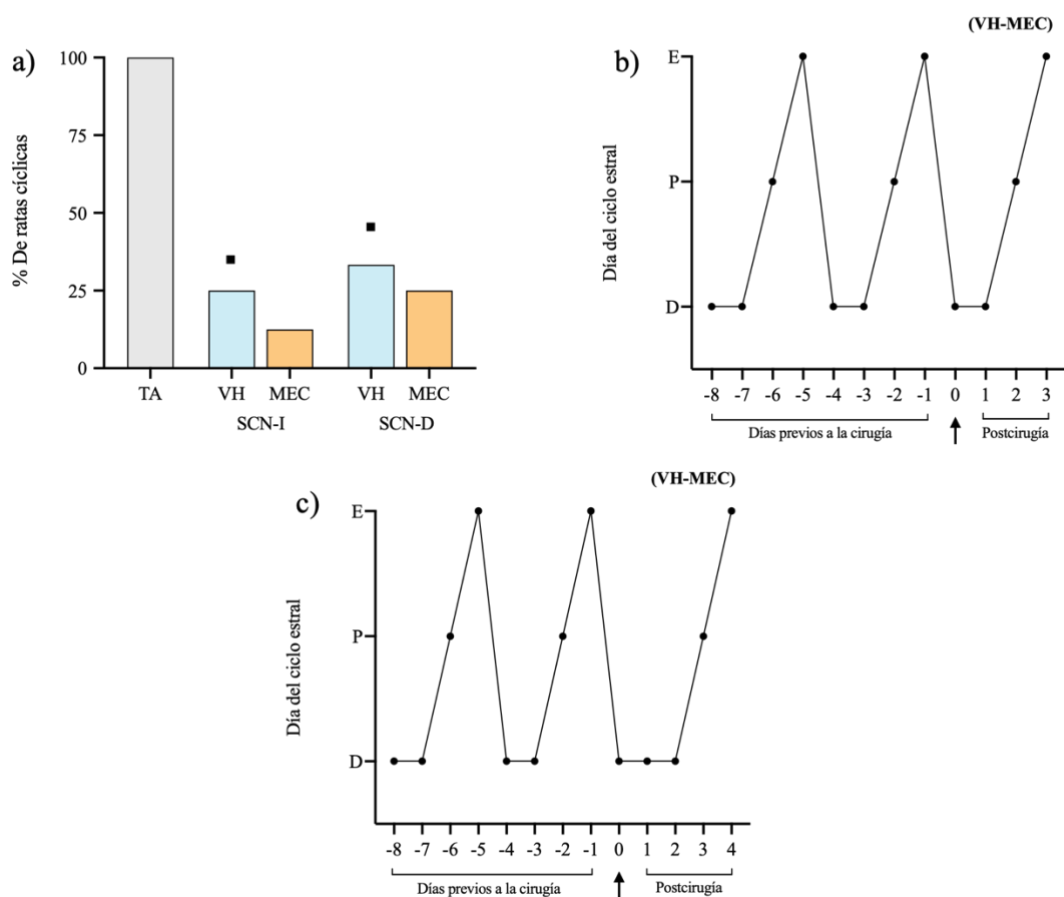 a)
% De ratas cíclicas
100
75
50
25
0
TA
VH
MEC
VH
MEC
SCN-I
SCN-D
b)
(VH-MEC)
Día del ciclo estral
E
P
D
-8 -7 -6 -5 -4 -3 -2 -1 0 1 2 3
Días previos a la cirugía
Postcirugía
c)
(VH-MEC)
Día del ciclo estral
E
P
D
-8 -7 -6 -5 -4 -3 -2 -1 0 1 2 3 4
Días previos a la cirugía
Postcirugía